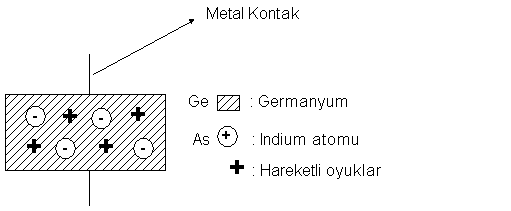 Metal Kontak
Ge : Germanyum
As : Indium atomu
: Hareketli oyuklar